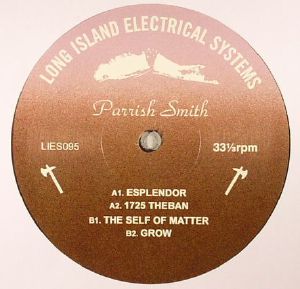 LONG ISLAND ELECTRICAL SYSTEMS
Parrish Smith
LIES095
33⅓rpm
A1. ESPLENDOR
A2. 1725 THEBAN
B1. THE SELF OF MATTER
B2. GROW